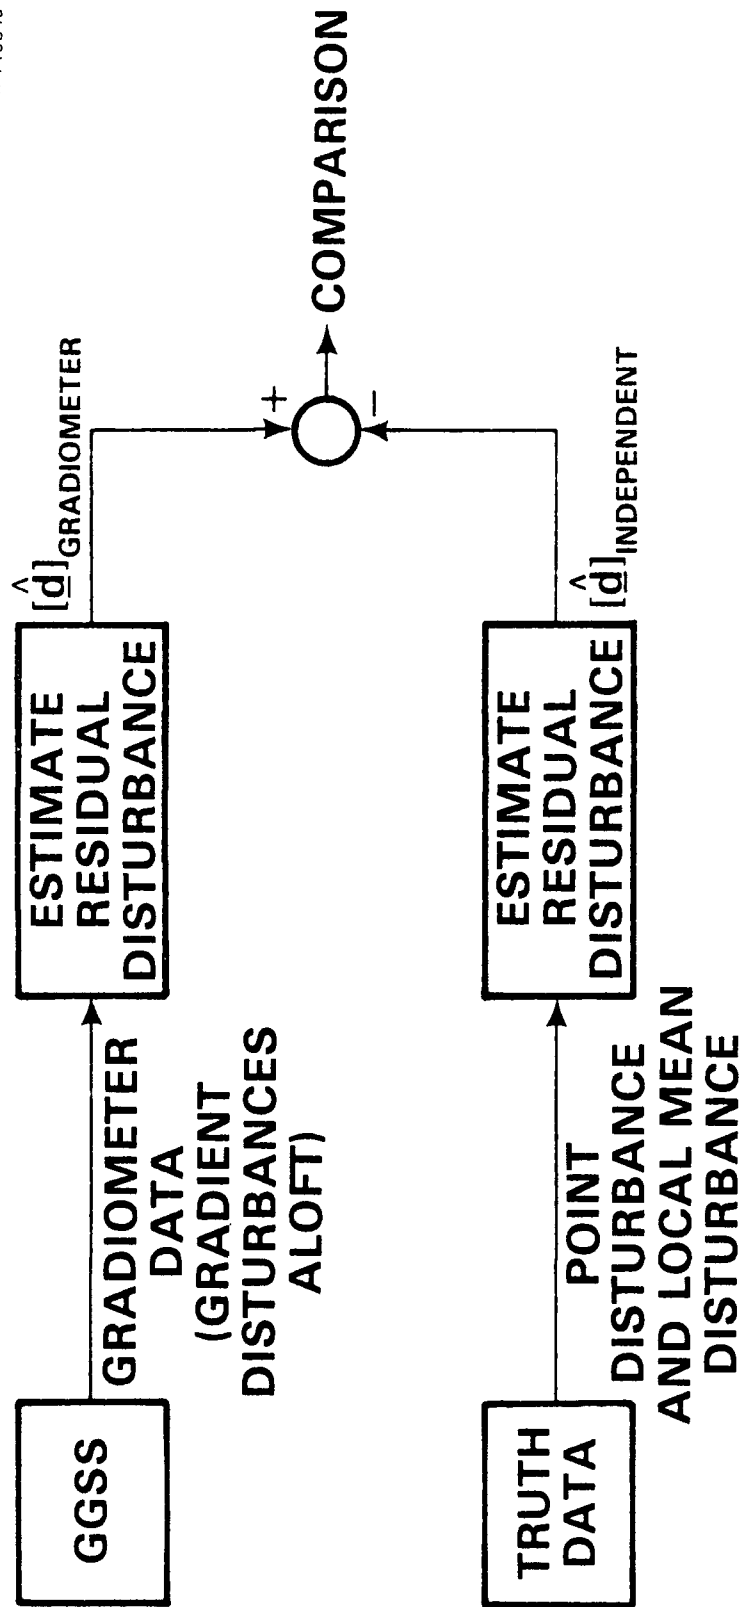 GGSS
GRADIOMETER
DATA
(GRADIENT
DISTURBANCES
ALOFT)
ESTIMATE
RESIDUAL
DISTURBANCE
[d̲̂]GRADIOMETER
+
COMPARISON
−
TRUTH
DATA
POINT
DISTURBANCE
AND LOCAL MEAN
DISTURBANCE
ESTIMATE
RESIDUAL
DISTURBANCE
[d̲̂]INDEPENDENT